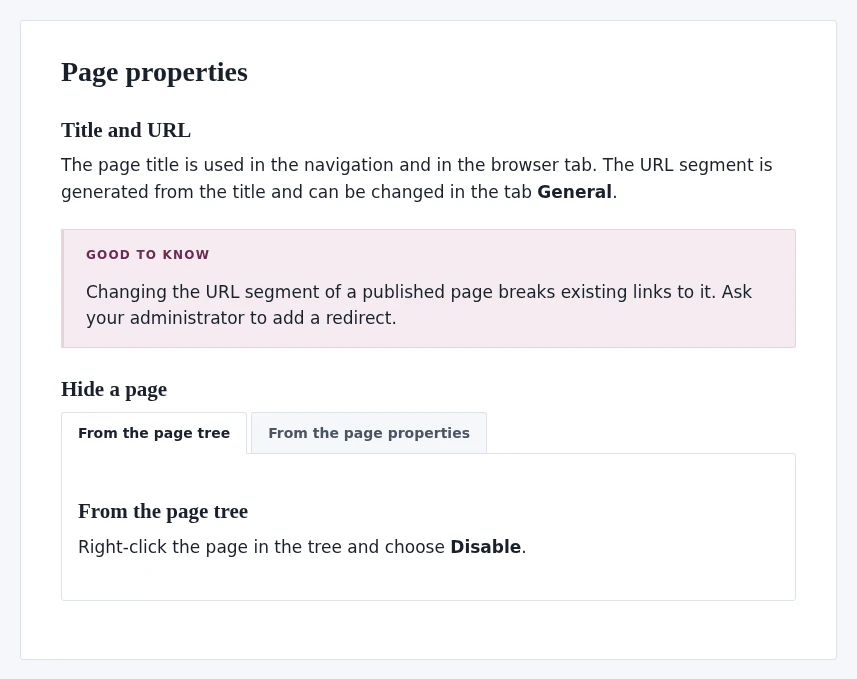 Page properties
Title and URL
The page title is used in the navigation and in the browser tab. The URL segment is
generated from the title and can be changed in the tab General.
GOOD TO KNOW
Changing the URL segment of a published page breaks existing links to it. Ask
your administrator to add a redirect.
Hide a page
From the page tree
From the page properties
From the page tree
Right-click the page in the tree and choose Disable.